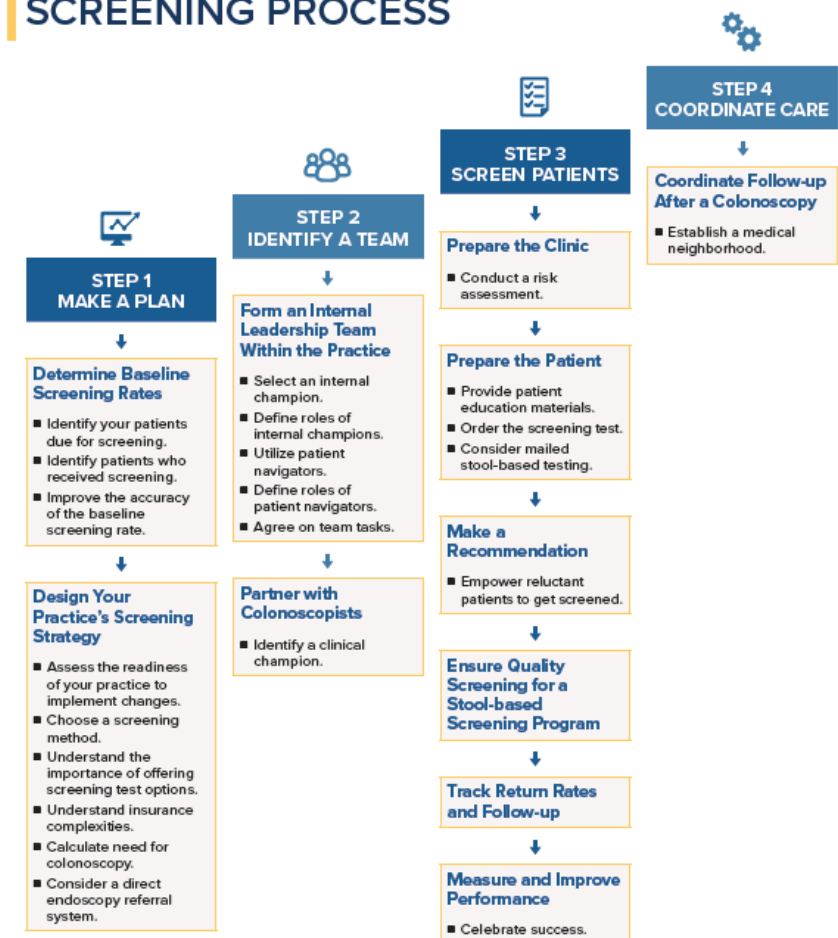 SCREENING PROCESS
STEP 1
MAKE A PLAN
Determine Baseline
Screening Rates
■ Identify your patients
due for screening.
■ Identify patients who
received screening.
■ Improve the accuracy
of the baseline
screening rate.
Design Your
Practice's Screening
Strategy
■ Assess the readiness
of your practice to
implement changes.
■ Choose a screening
method.
■ Understand the
importance of offering
screening test options.
■ Understand insurance
complexities.
■ Calculate need for
colonoscopy.
■ Consider a direct
endoscopy referral
system.
STEP 2
IDENTIFY A TEAM
Form an Internal
Leadership Team
Within the Practice
■ Select an internal
champion.
■ Define roles of
internal champions.
■ Utilize patient
navigators.
■ Define roles of
patient navigators.
■ Agree on team tasks.
Partner with
Colonoscopists
■ Identify a clinical
champion.
STEP 3
SCREEN PATIENTS
Prepare the Clinic
■ Conduct a risk
assessment.
Prepare the Patient
■ Provide patient
education materials.
■ Order the screening test.
■ Consider mailed
stool-based testing.
Make a
Recommendation
■ Empower reluctant
patients to get screened.
Ensure Quality
Screening for a
Stool-based
Screening Program
Track Return Rates
and Follow-up
Measure and Improve
Performance
■ Celebrate success.
STEP 4
COORDINATE CARE
Coordinate Follow-up
After a Colonoscopy
■ Establish a medical
neighborhood.